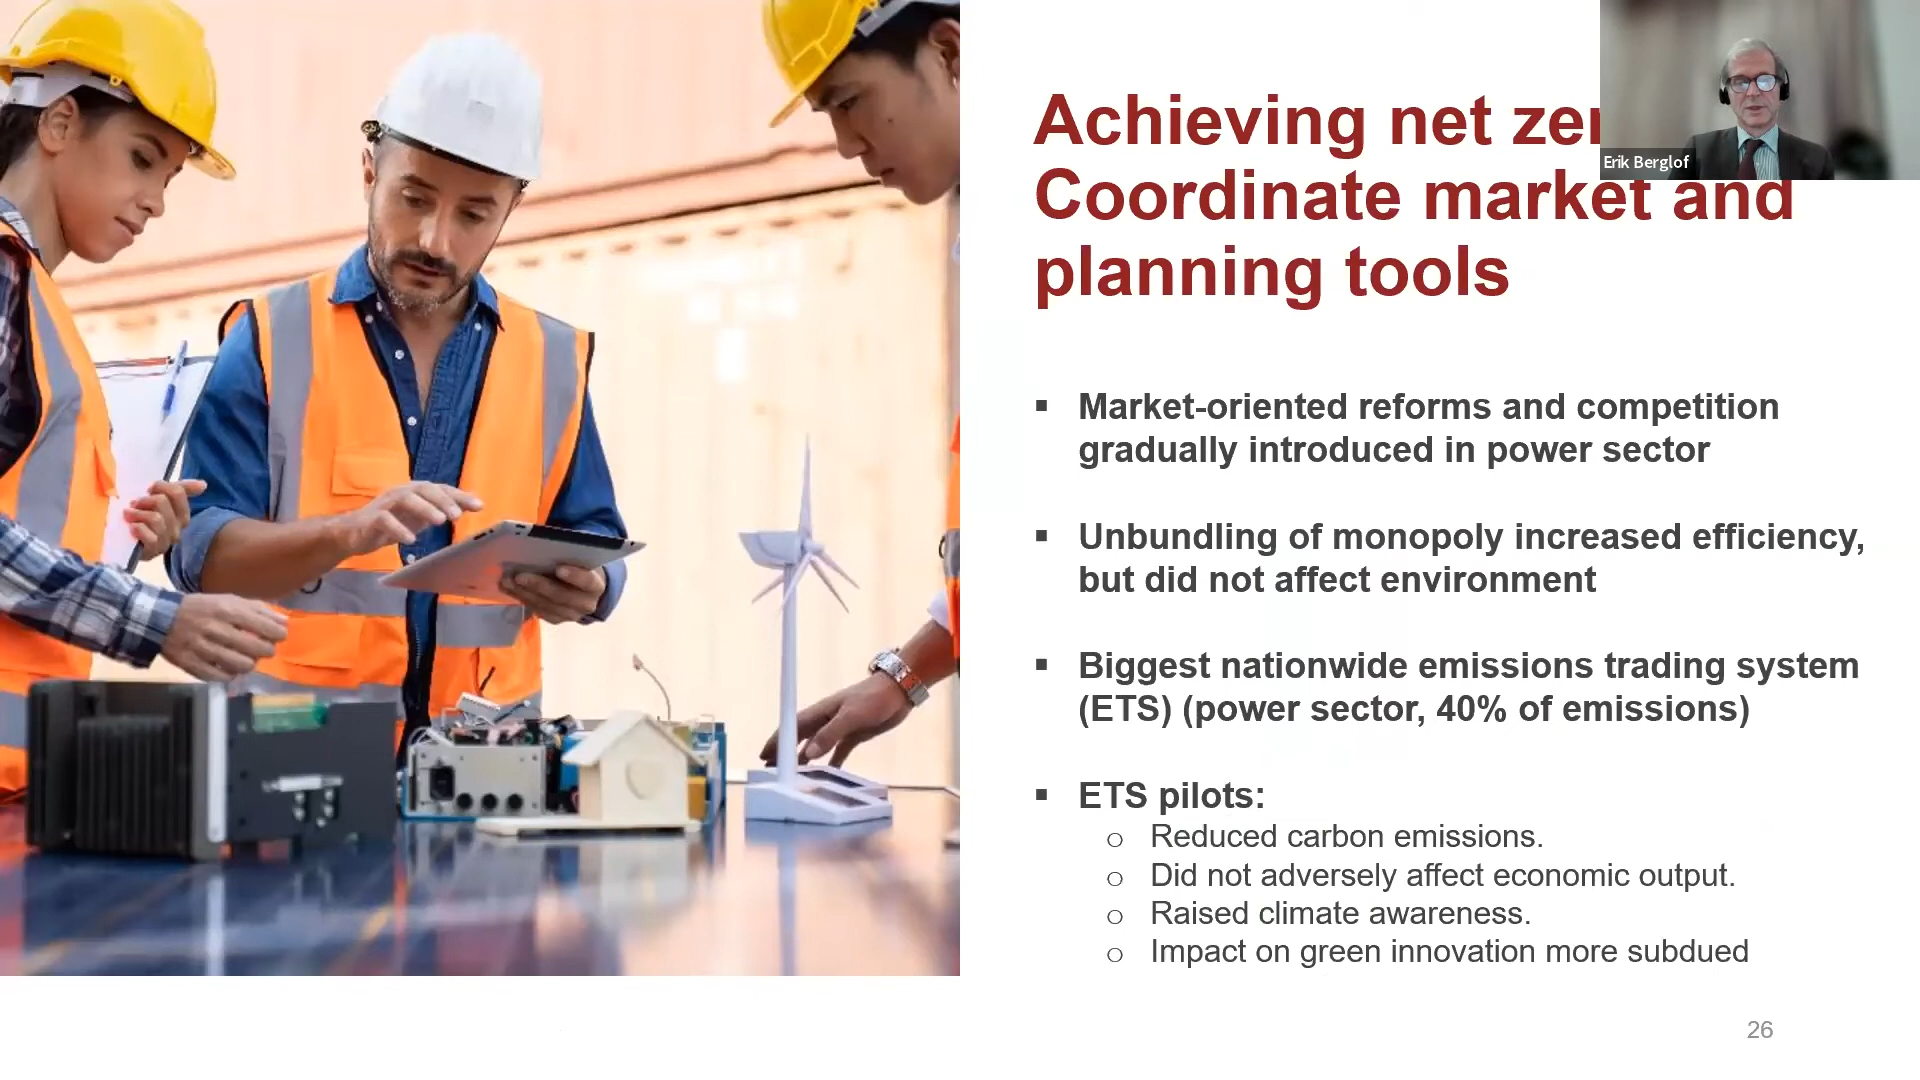 Achieving net
Coordinate market and
planning tools
Erik Berglof
▪ Market-oriented reforms and competition
gradually introduced in power sector
▪ Unbundling of monopoly increased efficiency,
but did not affect environment
▪ Biggest nationwide emissions trading system
(ETS) (power sector, 40% of emissions)
▪ ETS pilots:
o Reduced carbon emissions.
o Did not adversely affect economic output.
o Raised climate awareness.
o Impact on green innovation more subdued
26